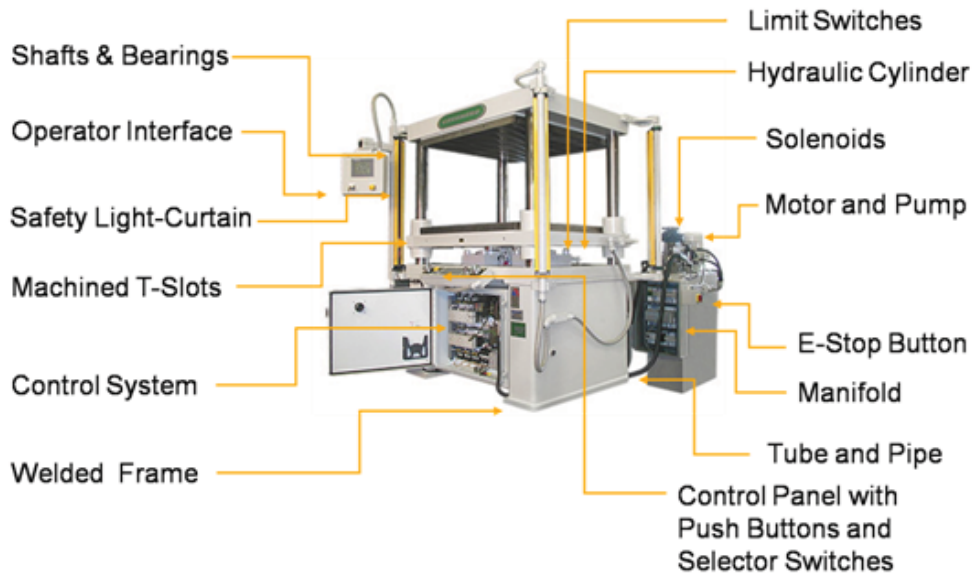 Shafts & Bearings
Operator Interface
Safety Light-Curtain
Machined T-Slots
Control System
Welded Frame
Limit Switches
Hydraulic Cylinder
Solenoids
Motor and Pump
E-Stop Button
Manifold
Tube and Pipe
Control Panel with
Push Buttons and
Selector Switches